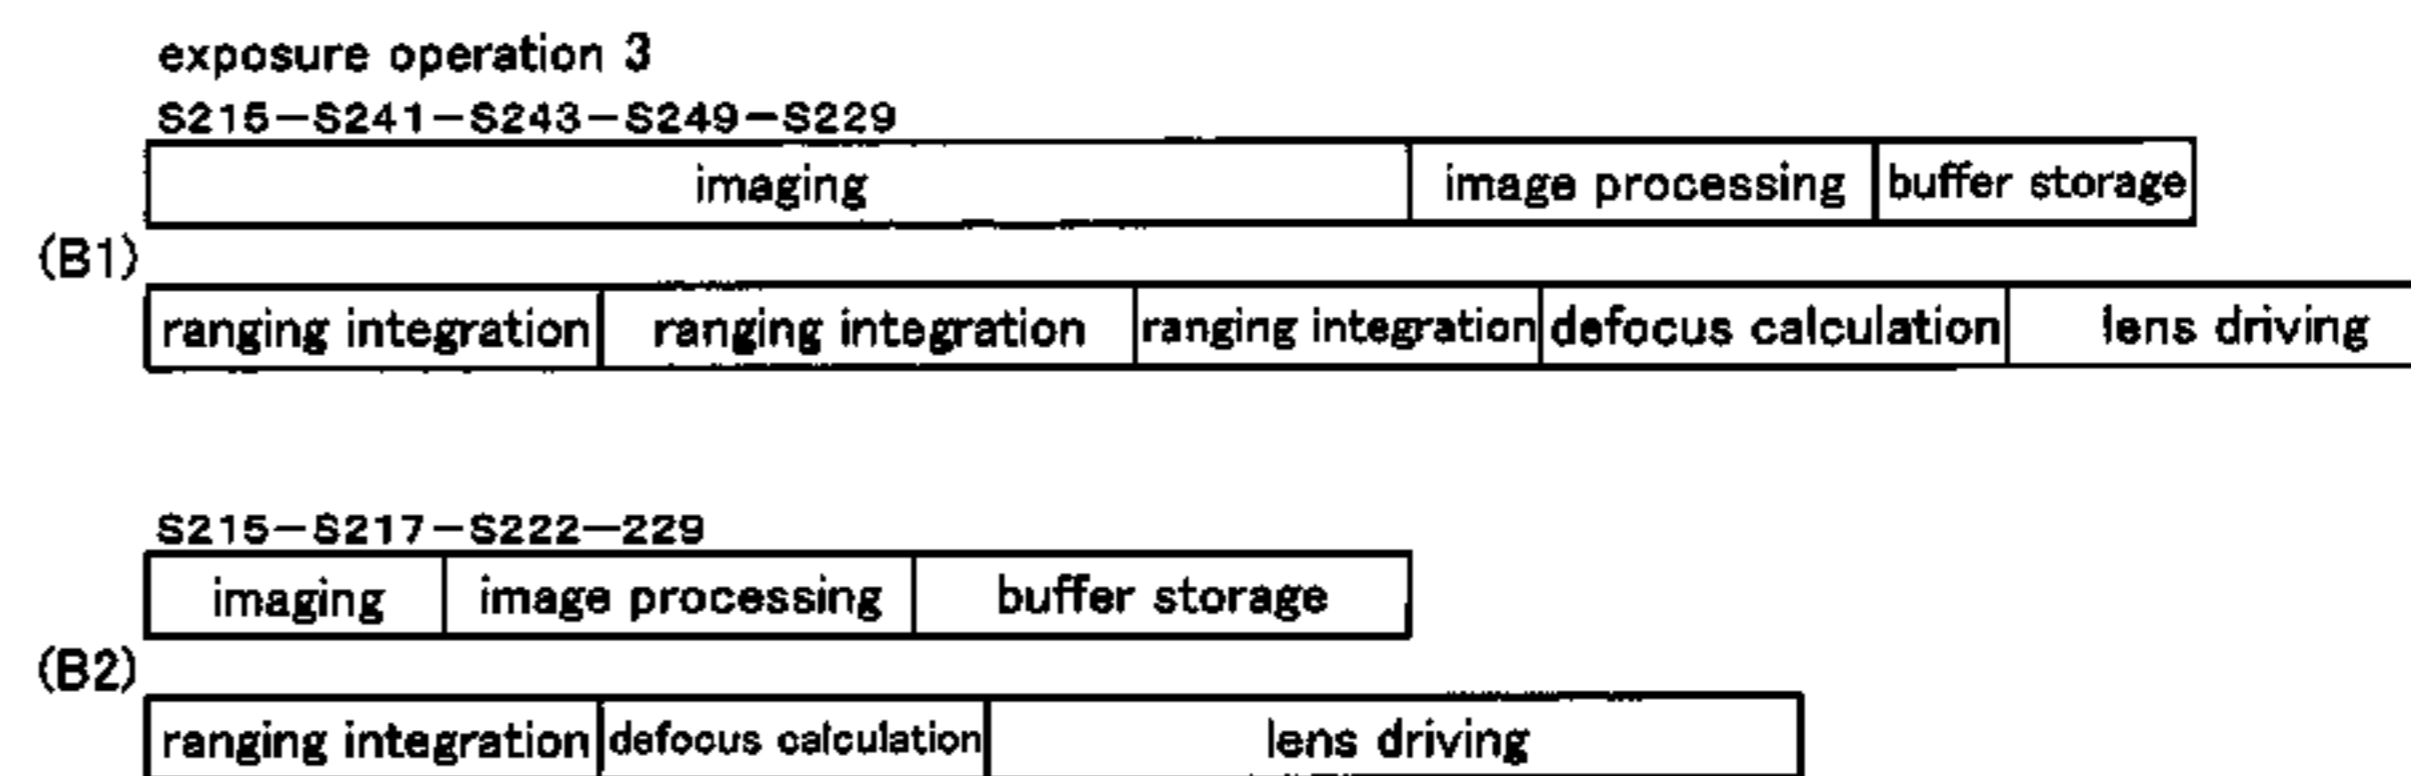 exposure operation 3
S215-S241-S243-S249-S229
imaging image processing buffer storage
(B1)
ranging integration ranging integration ranging integration defocus calculation lens driving
S215-S217-S222-229
imaging image processing buffer storage
(B2)
ranging integration defocus calculation lens driving